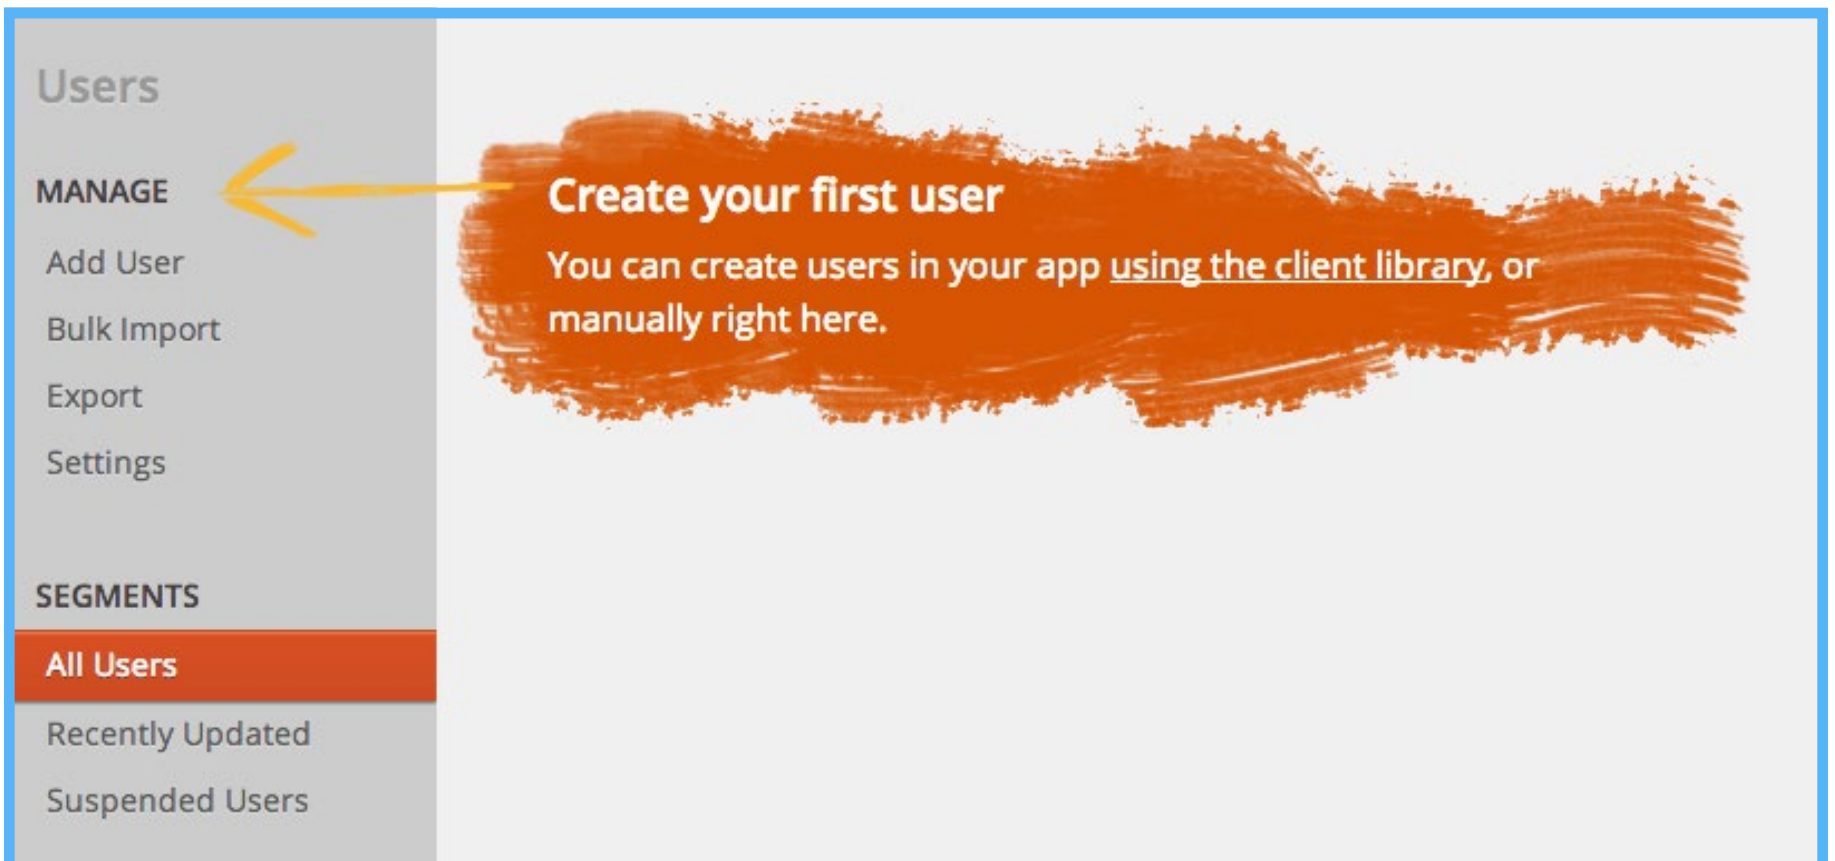 Users
MANAGE
Add User
Bulk Import
Export
Settings
SEGMENTS
All Users
Recently Updated
Suspended Users
Create your first user
You can create users in your app using the client library, or
manually right here.